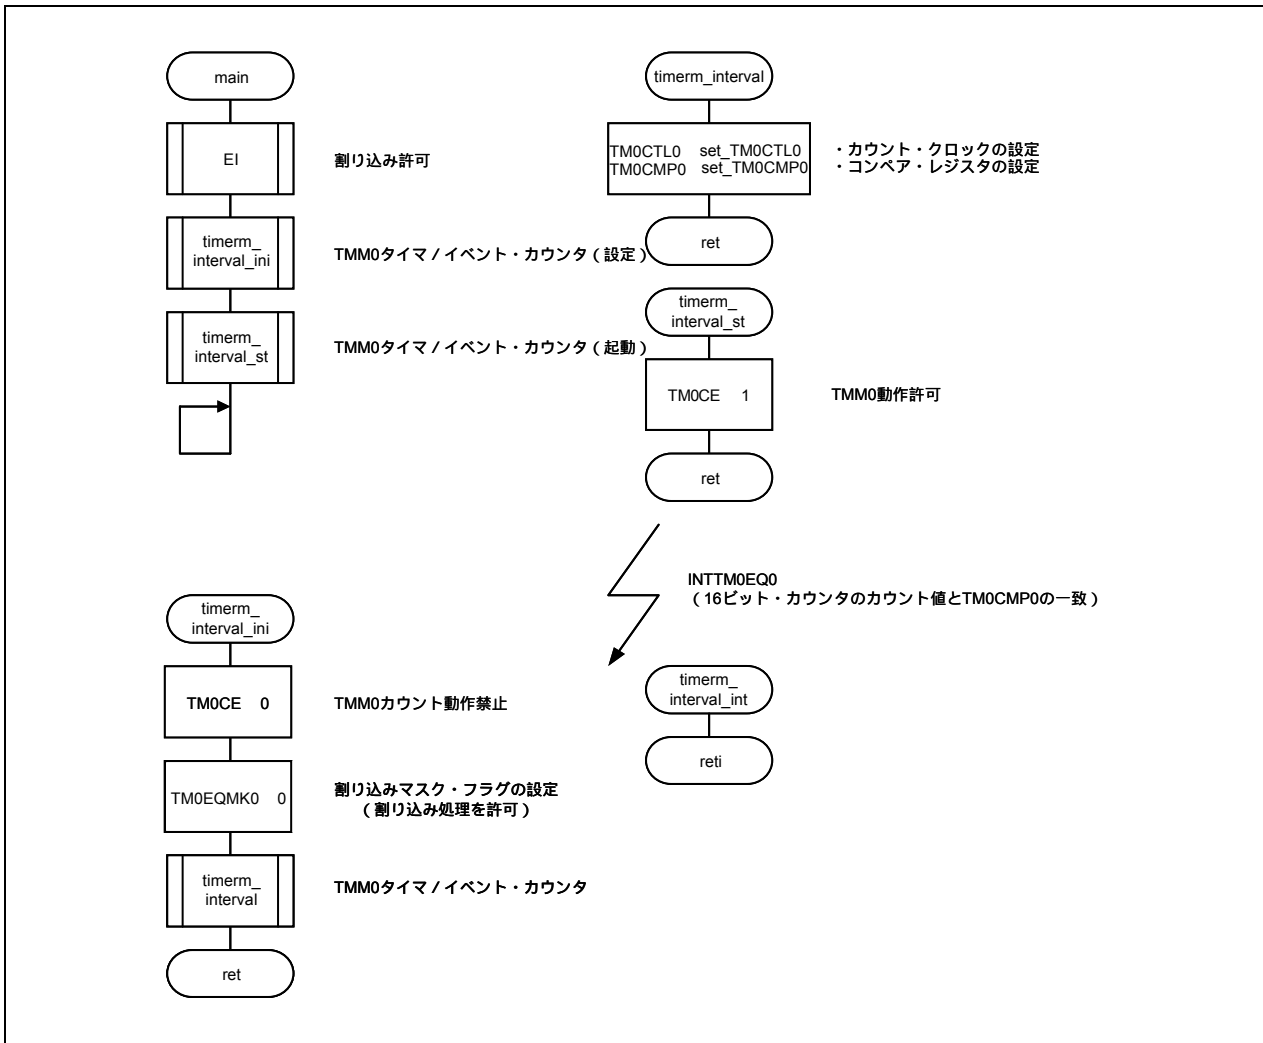 main
EI
割り込み許可
timerm_
interval_ini
TMM0タイマ / イベント・カウンタ ( 設定 )
timerm_
interval_st
TMM0タイマ / イベント・カウンタ ( 起動 )
timerm_interval
TM0CTL0 set_TM0CTL0
TM0CMP0 set_TM0CMP0
・カウント・クロックの設定
・コンペア・レジスタの設定
ret
timerm_
interval_st
TM0CE 1
TMM0動作許可
ret
INTTM0EQ0
( 16ビット・カウンタのカウント値とTM0CMP0の一致 )
timerm_
interval_int
reti
timerm_
interval_ini
TM0CE 0
TMM0カウント動作禁止
TM0EQMK0 0
割り込みマスク・フラグの設定
( 割り込み処理を許可 )
timerm_
interval
TMM0タイマ / イベント・カウンタ
ret